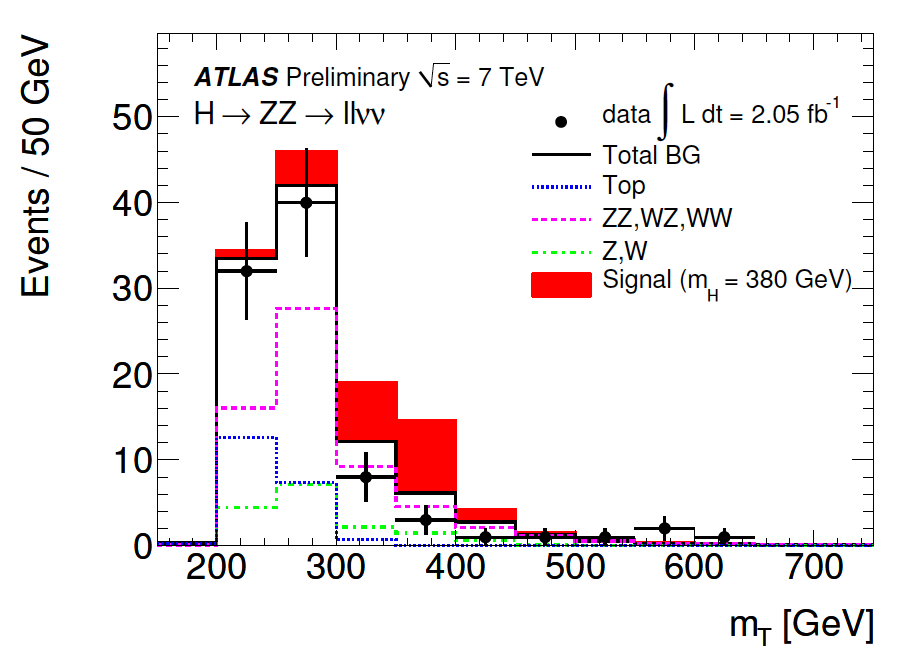 Events / 50 GeV
ATLAS Preliminary √s = 7 TeV
H → ZZ → llνν
data ∫ L dt = 2.05 fb⁻¹
Total BG
Top
ZZ,WZ,WW
Z,W
Signal (m_H = 380 GeV)
50
40
30
20
10
0
200 300 400 500 600 700
m_T [GeV]